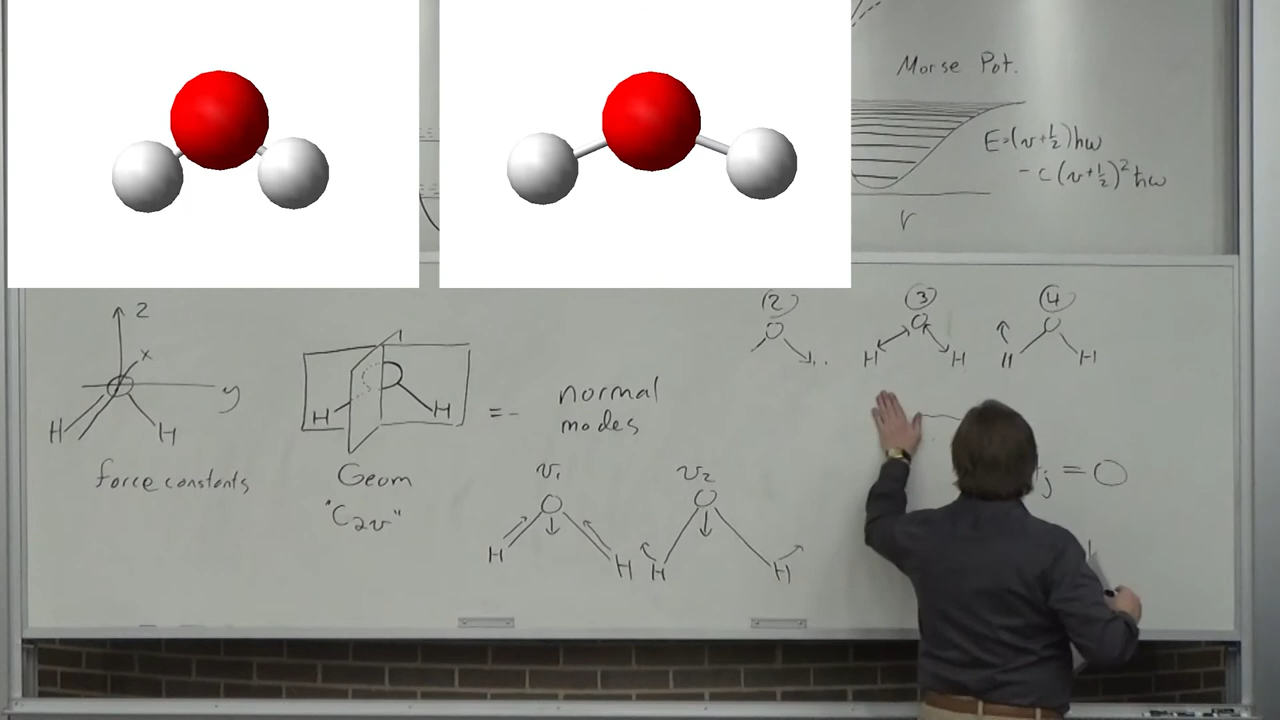 Morse Pot.
E=(v+½)ħω
- c(v+½)²ħω
r
z
x
y
H
H
force constants
H
H
Geom
"C₂ᵥ"
= -
normal
modes
v₁
O
H
H
v₂
O
H
H
②
O
③
O
H
H
④
O
H
H
j = O